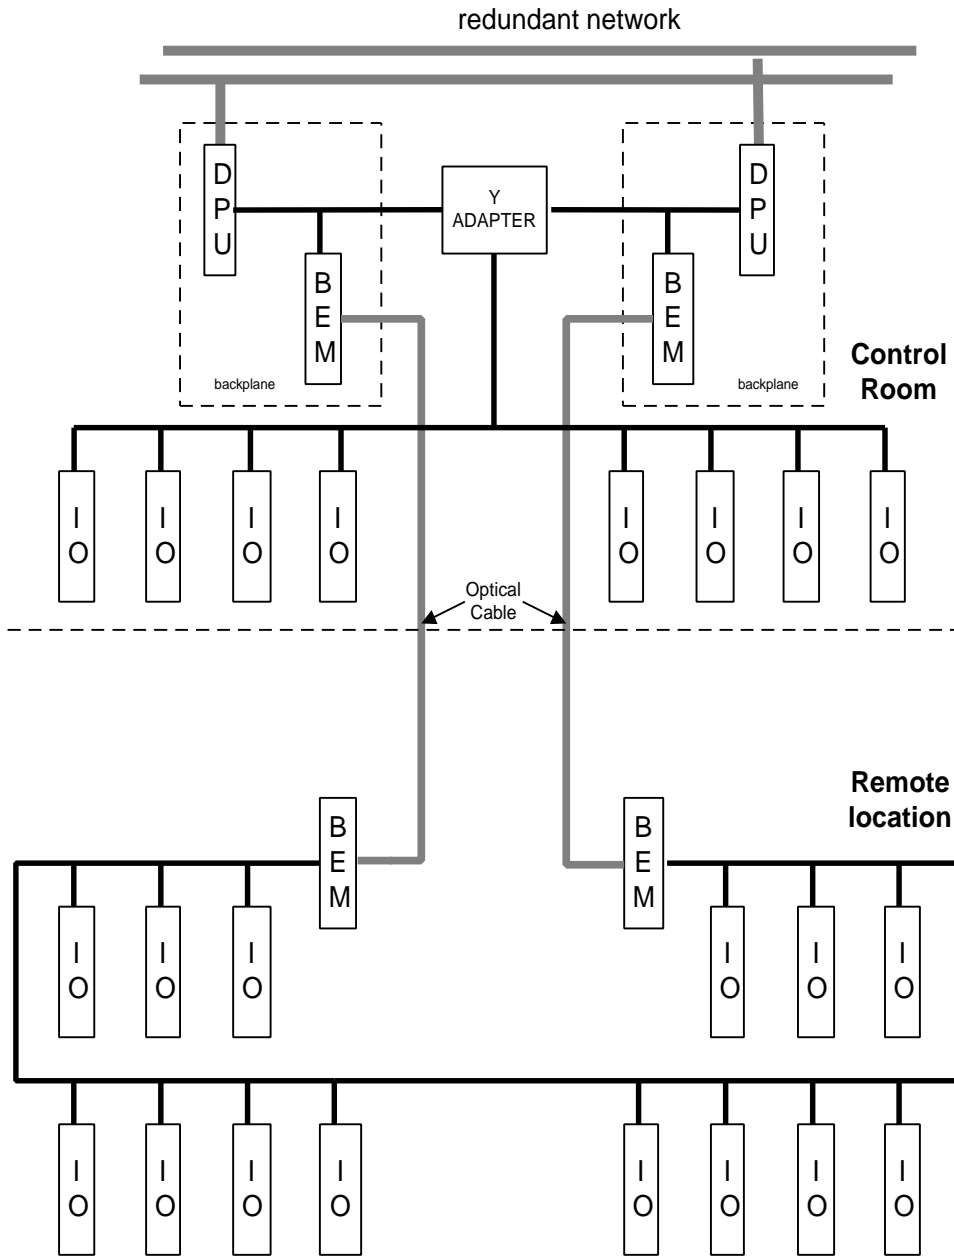 redundant network
D
P
U
Y
ADAPTER
D
P
U
B
E
M
B
E
M
backplane
backplane
Control
Room
I
O
I
O
I
O
I
O
I
O
I
O
I
O
I
O
Optical
Cable
Remote
location
B
E
M
B
E
M
I
O
I
O
I
O
I
O
I
O
I
O
I
O
I
O
I
O
I
O
I
O
I
O
I
O
I
O